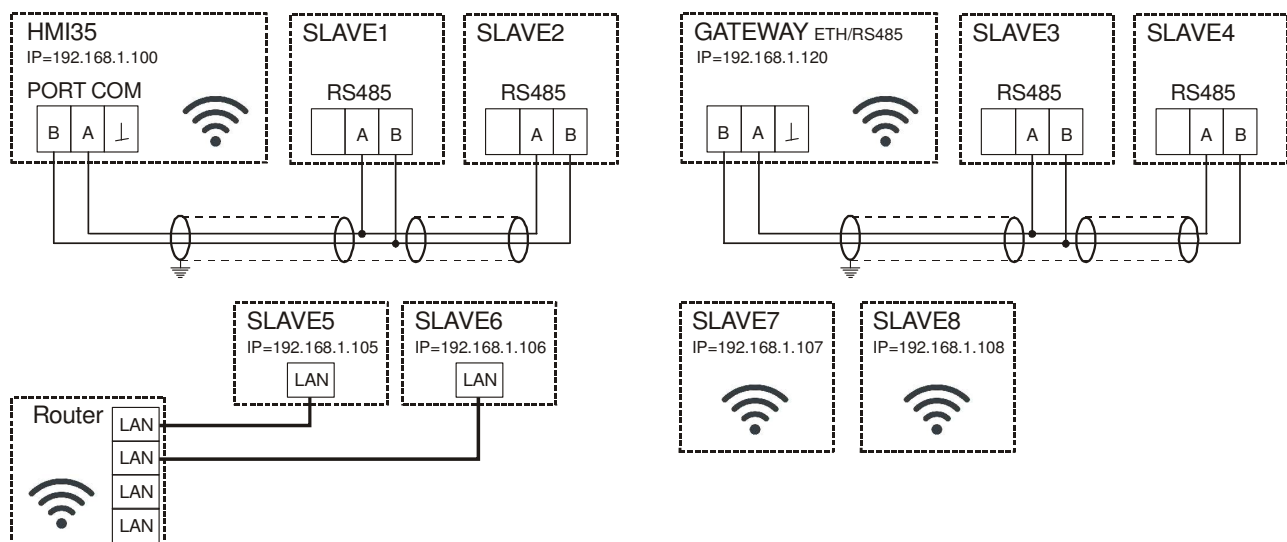 HMI35
IP=192.168.1.100
PORT COM
B A ⊥
SLAVE1
RS485
A B
SLAVE2
RS485
A B
GATEWAY ETH/RS485
IP=192.168.1.120
B A ⊥
SLAVE3
RS485
A B
SLAVE4
RS485
A B
SLAVE5
IP=192.168.1.105
LAN
SLAVE6
IP=192.168.1.106
LAN
SLAVE7
IP=192.168.1.107
SLAVE8
IP=192.168.1.108
Router
LAN
LAN
LAN
LAN